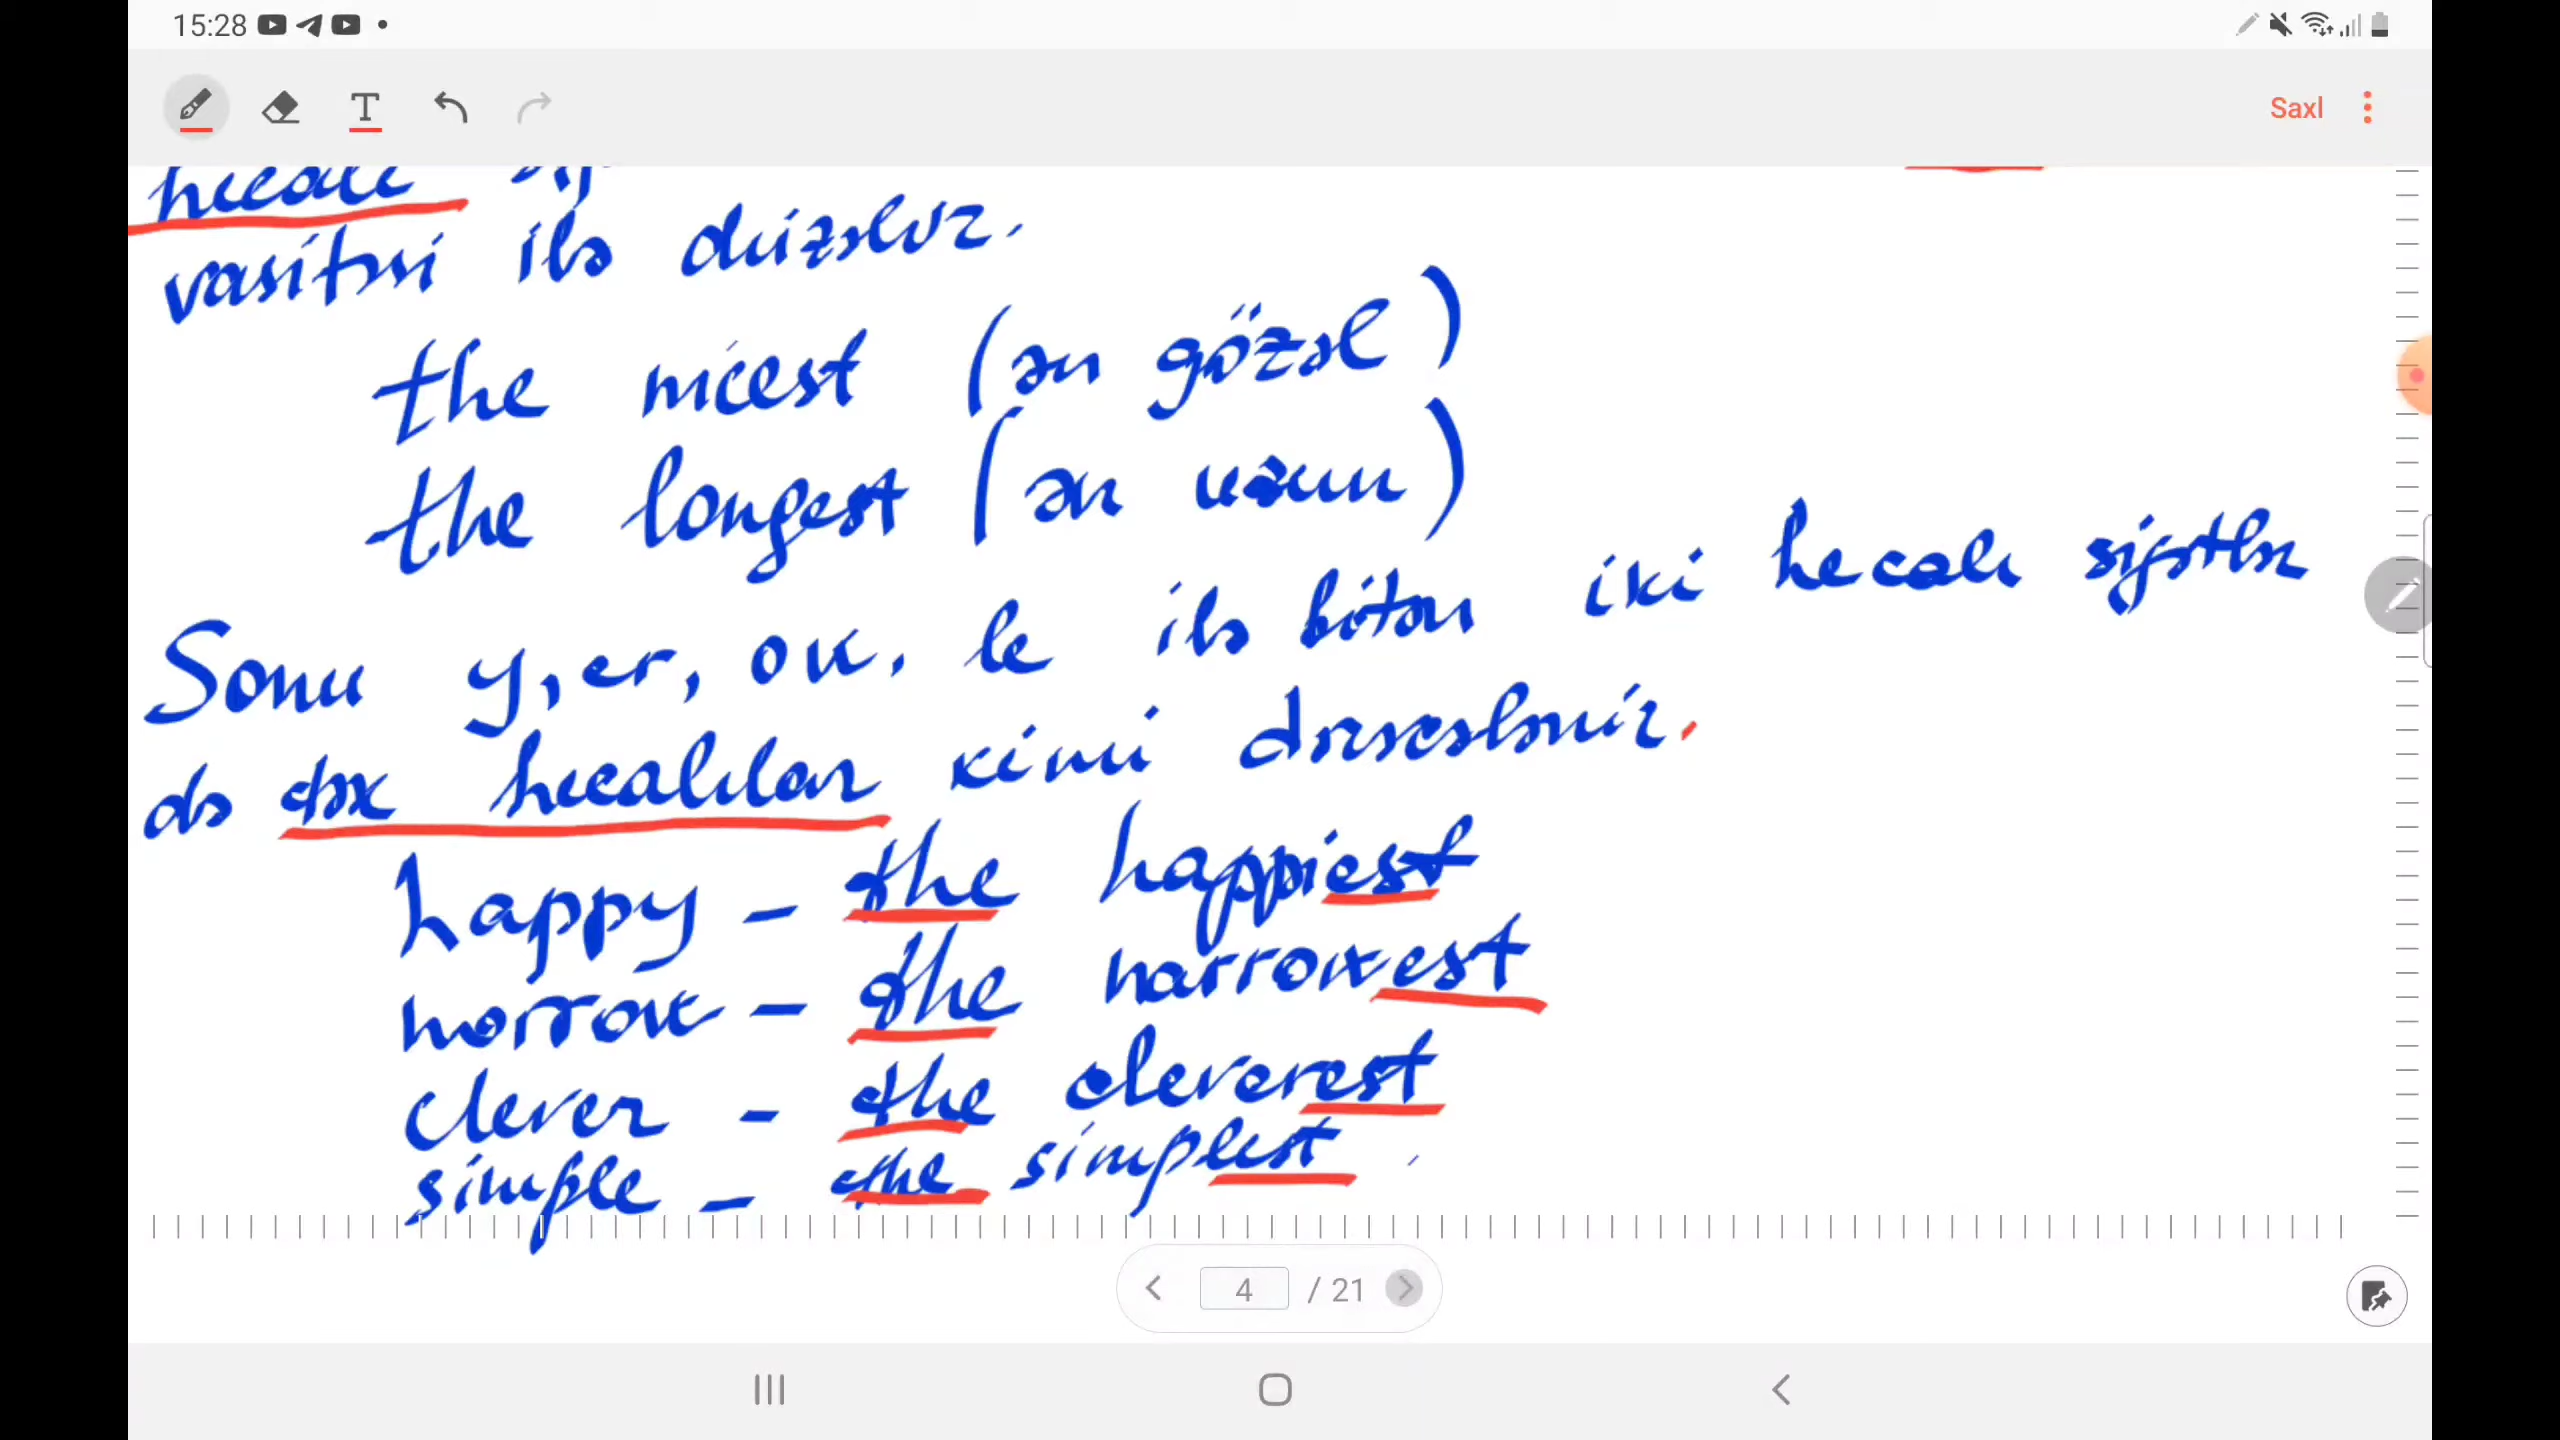 15:28
Saxl
hecalı
vasitəsi ilə düzəlir.
the nicest (ən gözəl)
the longest (ən uzun)
Sonu y, er, ow, le ilə bitən iki hecalı sifətlər
də tək hecalılar kimi dərəcələnir.
happy - the happiest
norrow - the narrowest
clever - the cleverest
simple - the simplest
4 / 21